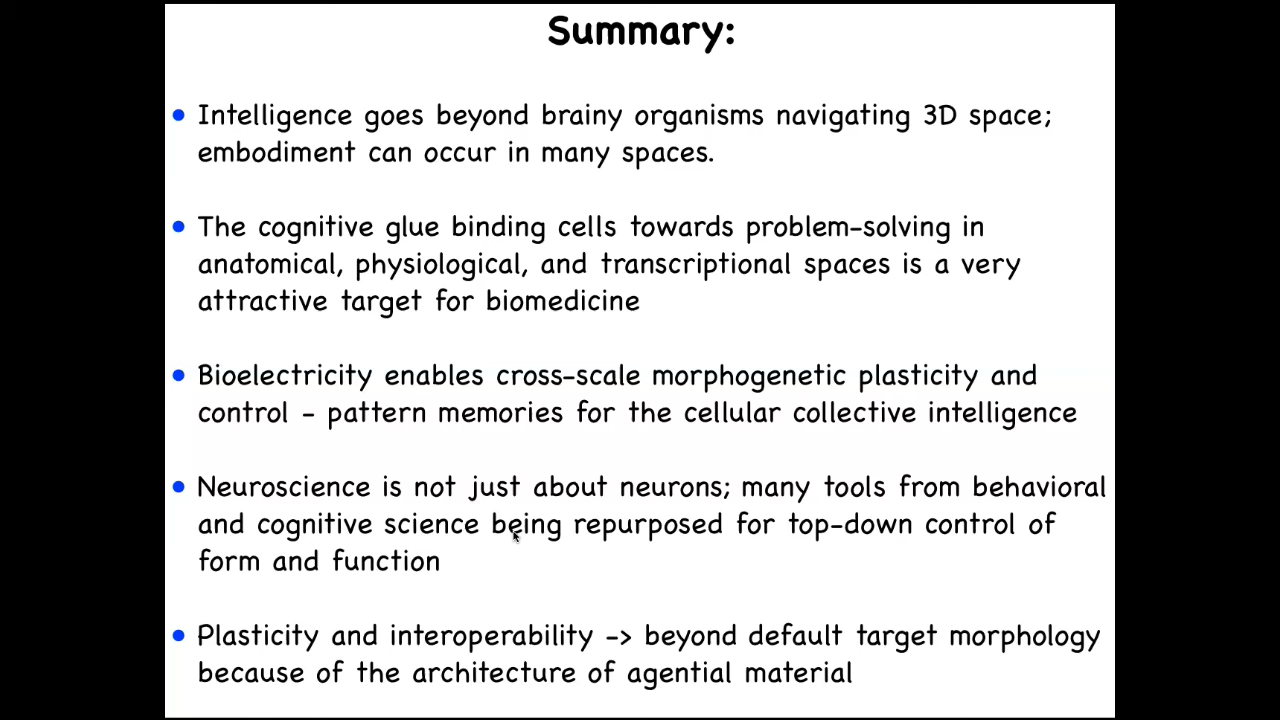 Summary:
• Intelligence goes beyond brainy organisms navigating 3D space;
embodiment can occur in many spaces.
• The cognitive glue binding cells towards problem-solving in
anatomical, physiological, and transcriptional spaces is a very
attractive target for biomedicine
• Bioelectricity enables cross-scale morphogenetic plasticity and
control - pattern memories for the cellular collective intelligence
• Neuroscience is not just about neurons; many tools from behavioral
and cognitive science being repurposed for top-down control of
form and function
• Plasticity and interoperability -> beyond default target morphology
because of the architecture of agential material